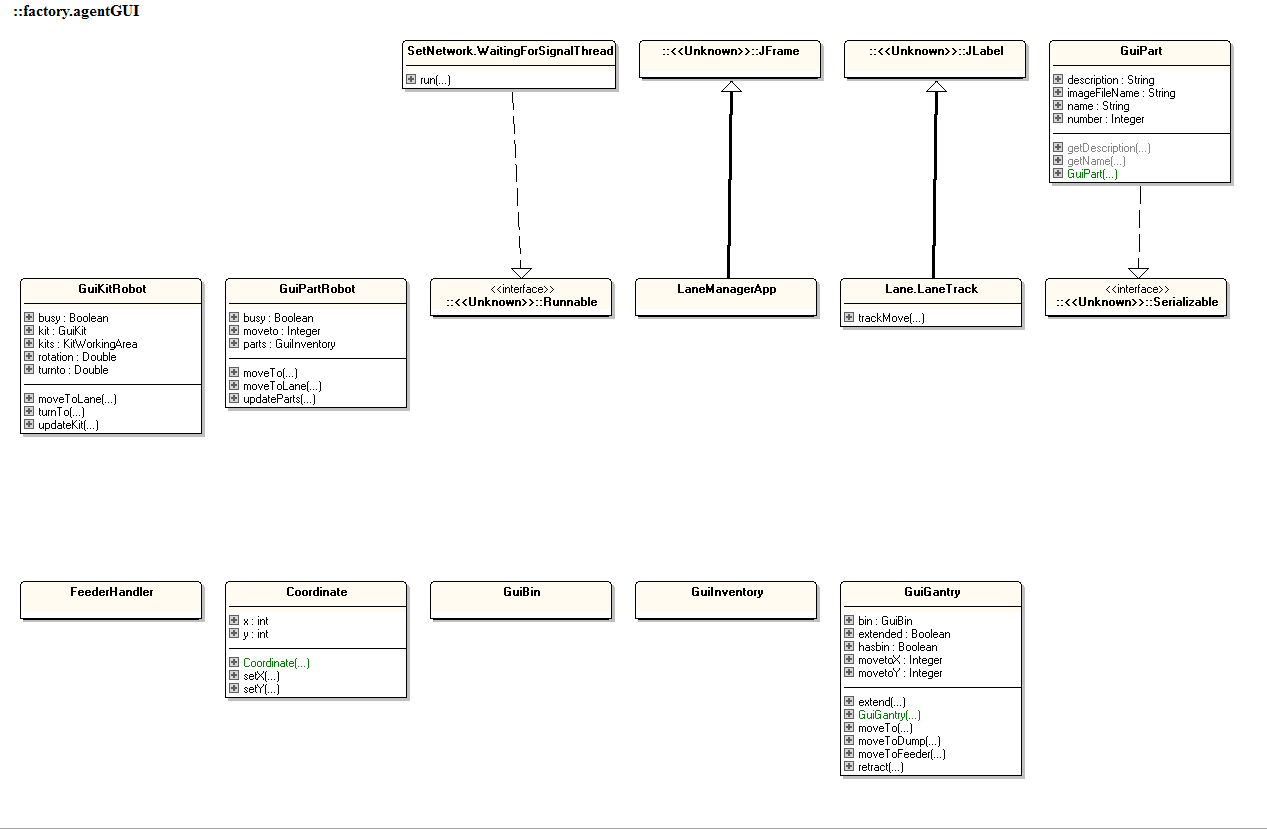 ::factory.agentGUI
SetNetwork.WaitingForSignalThread
run(...)
::<<Unknown>>::JFrame
::<<Unknown>>::JLabel
GuiPart
description : String
imageFileName : String
name : String
number : Integer
getDescription(...)
getName(...)
GuiPart(...)
GuiKitRobot
busy : Boolean
kit : GuiKit
kits : KitWorkingArea
rotation : Double
turnto : Double
moveToLane(...)
turnTo(...)
updateKit(...)
GuiPartRobot
busy : Boolean
moveto : Integer
parts : GuiInventory
moveTo(...)
moveToLane(...)
updateParts(...)
<<interface>>
::<<Unknown>>::Runnable
LaneManagerApp
Lane.LaneTrack
trackMove(...)
<<interface>>
::<<Unknown>>::Serializable
FeederHandler
Coordinate
x : int
y : int
Coordinate(...)
setX(...)
setY(...)
GuiBin
GuiInventory
GuiGantry
bin : GuiBin
extended : Boolean
hasbin : Boolean
movetoX : Integer
movetoY : Integer
extend(...)
GuiGantry(...)
moveTo(...)
moveToDump(...)
moveToFeeder(...)
retract(...)